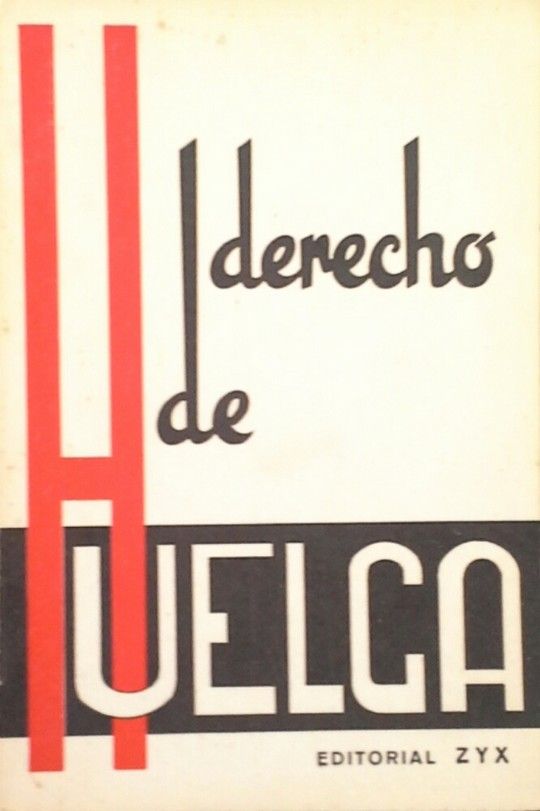 derecho
de
HUELGA
EDITORIAL ZYX